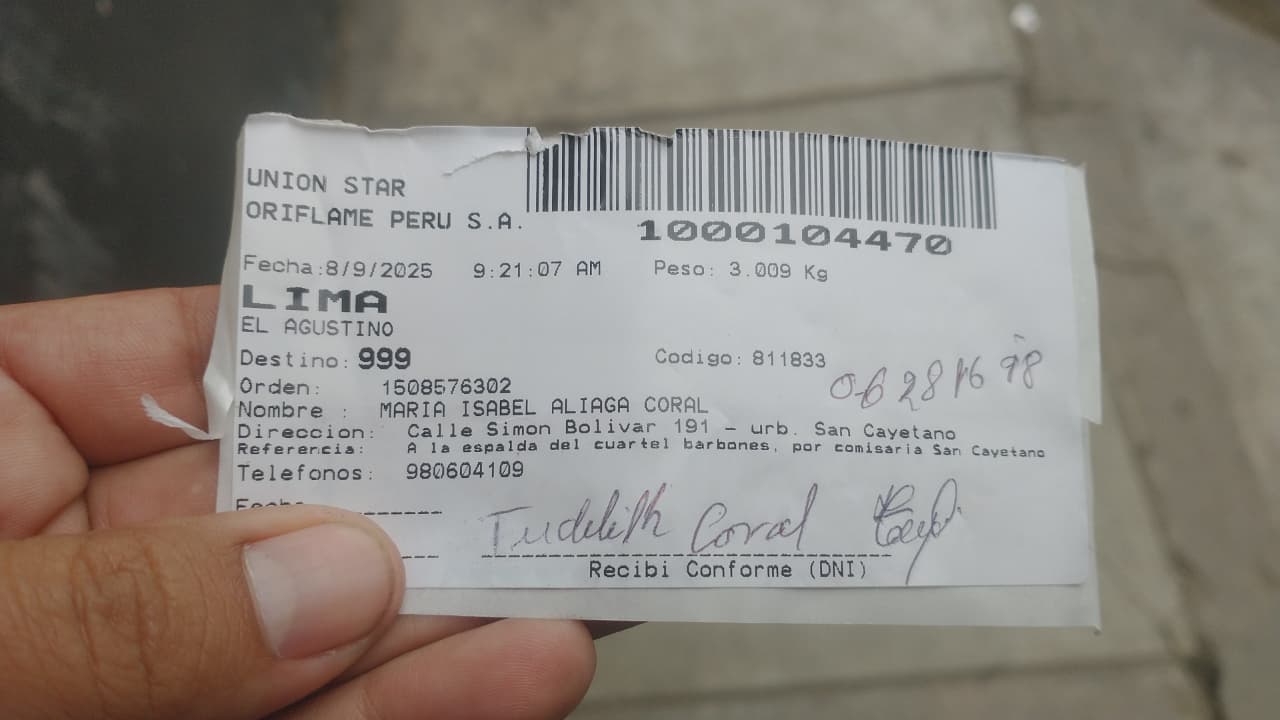 UNION STAR
ORIFLAME PERU S.A.
1000104470
Fecha:8/9/2025 9:21:07 AM Peso: 3.009 Kg
LIMA
EL AGUSTINO
Destino: 999 Codigo: 811833
Orden: 1508576302
Nombre : MARIA ISABEL ALIAGA CORAL
Direccion: Calle Simon Bolivar 191 - urb. San Cayetano
Referencia: A la espalda del cuartel barbones, por comisaria San Cayetano
Telefonos: 980604109
Fecha
Coral
Recibi Conforme (DNI)